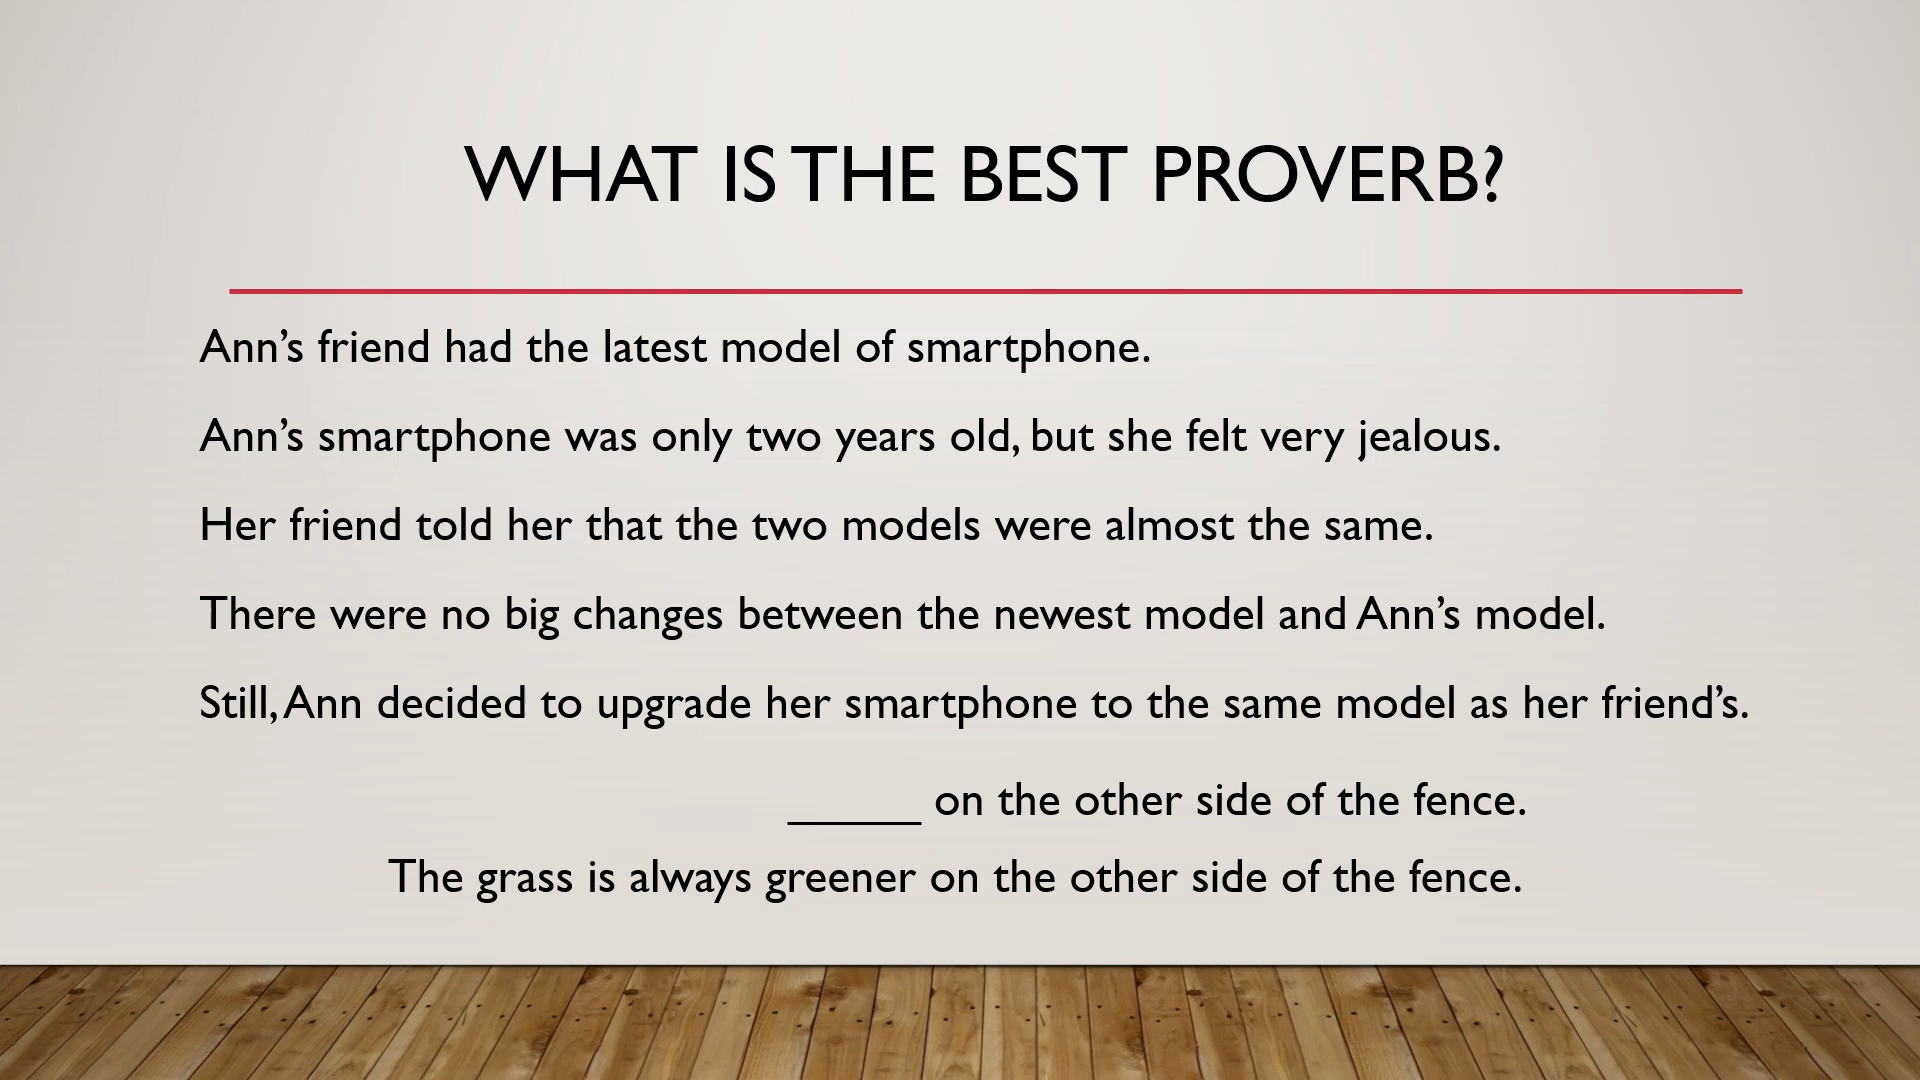 WHAT IS THE BEST PROVERB?
Ann’s friend had the latest model of smartphone.
Ann’s smartphone was only two years old, but she felt very jealous.
Her friend told her that the two models were almost the same.
There were no big changes between the newest model and Ann’s model.
Still, Ann decided to upgrade her smartphone to the same model as her friend’s.
______ on the other side of the fence.
The grass is always greener on the other side of the fence.